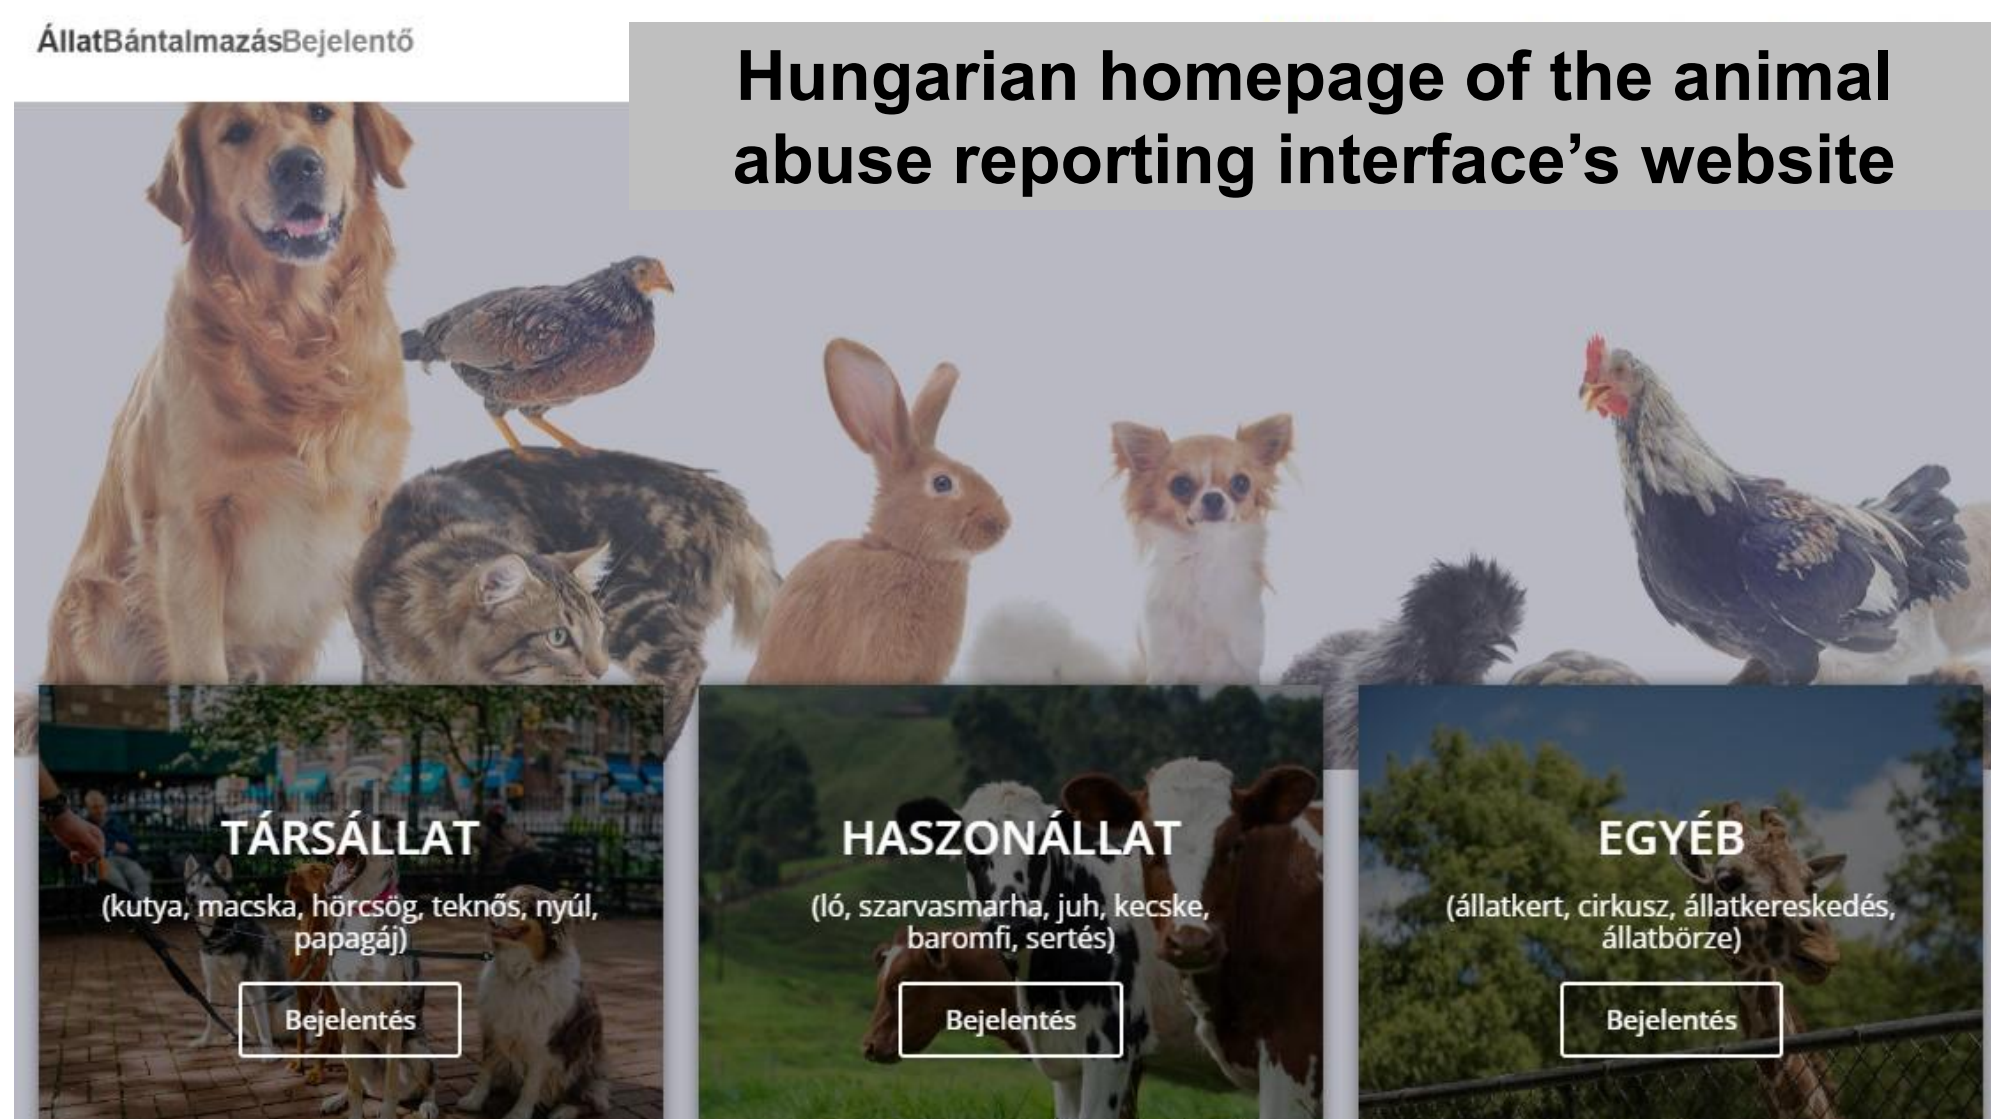 ÁllatBántalmazásBejelentő
Hungarian homepage of the animal
abuse reporting interface’s website
TÁRSÁLLAT
(kutya, macska, hörcsög, teknős, nyúl,
papagáj)
Bejelentés
HASZONÁLLAT
(ló, szarvasmarha, juh, kecske,
baromfi, sertés)
Bejelentés
EGYÉB
(állatkert, cirkusz, állatkereskedés,
állatbörze)
Bejelentés